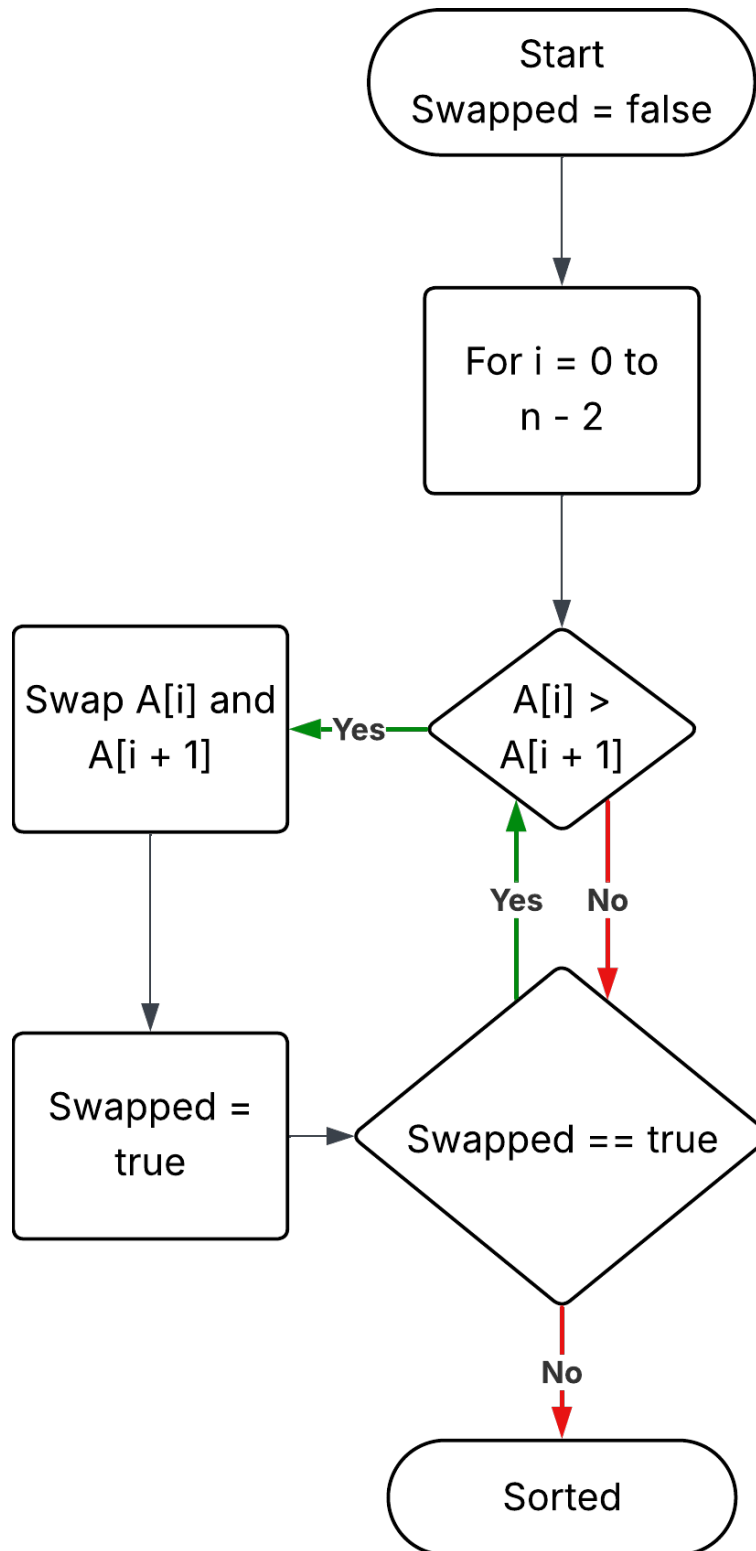 Start
Swapped = false
For i = 0 to
n - 2
A[i] >
A[i + 1]
Yes
Swap A[i] and
A[i + 1]
Yes
No
Swapped =
true
Swapped == true
No
Sorted